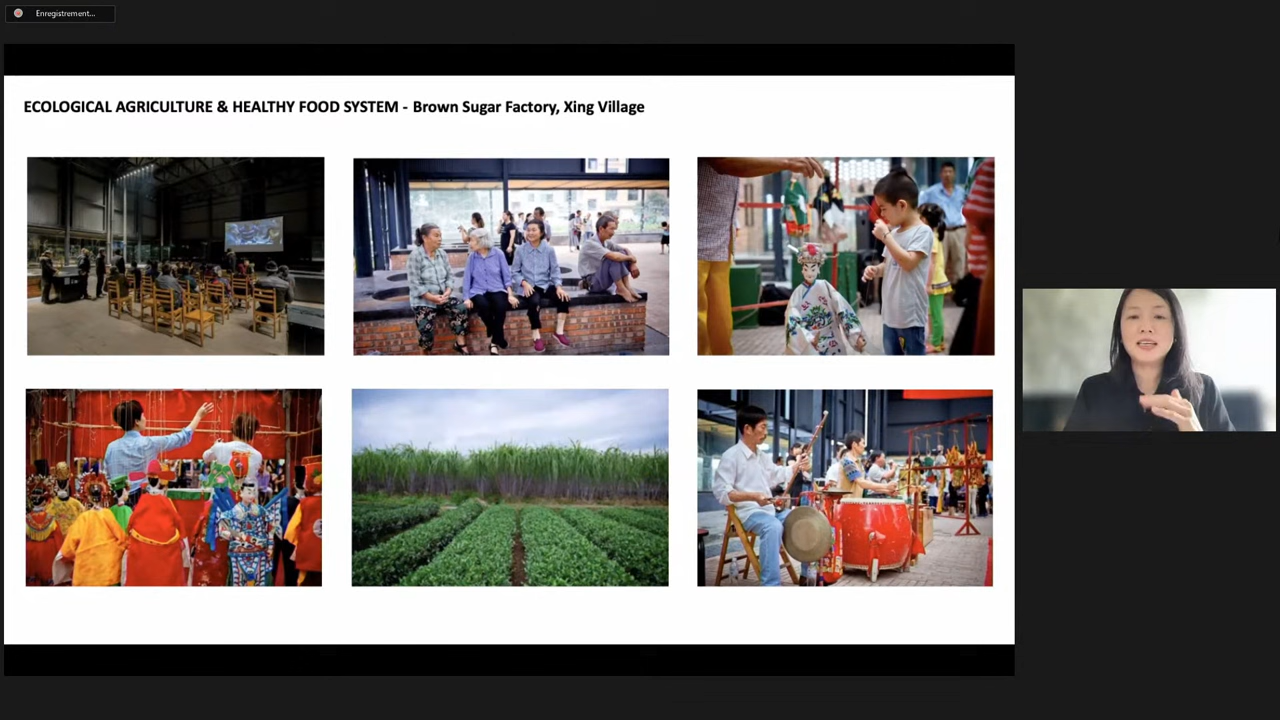 Enregistrement...
ECOLOGICAL AGRICULTURE & HEALTHY FOOD SYSTEM - Brown Sugar Factory, Xing Village